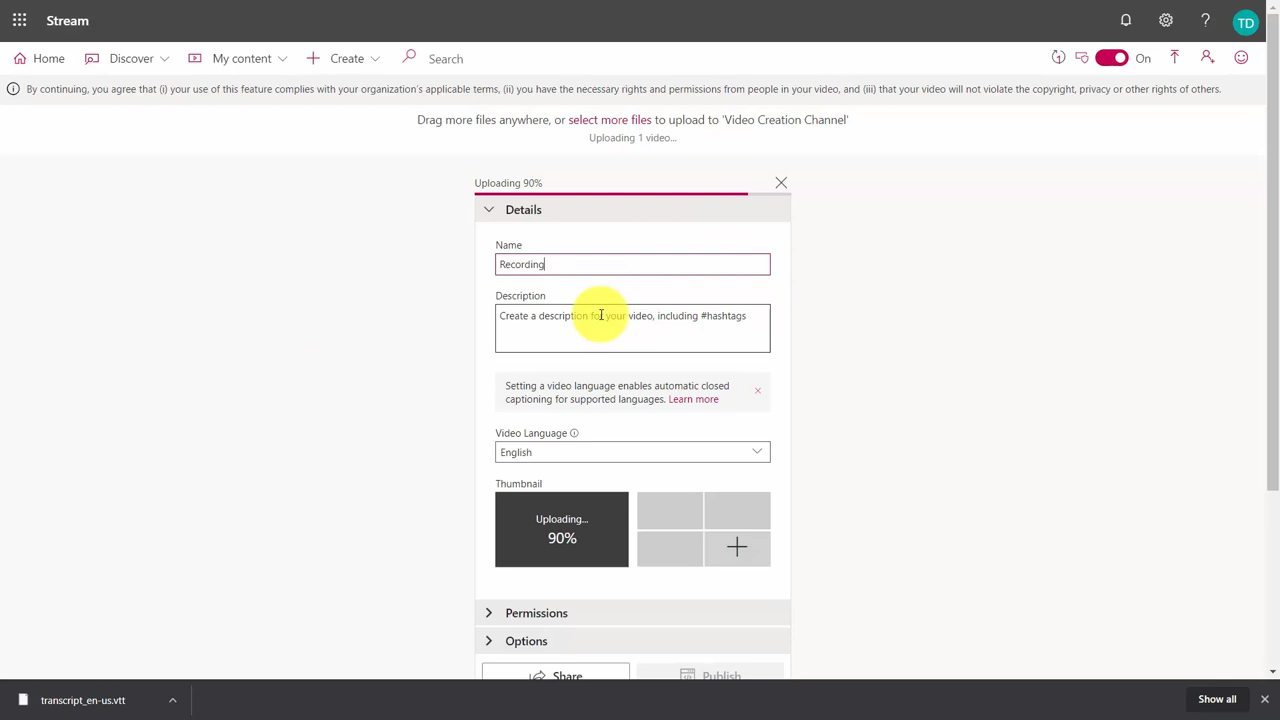 Stream
TD
Home
Discover
My content
Create
Search
On
By continuing, you agree that (i) your use of this feature complies with your organization's applicable terms, (ii) you have the necessary rights and permissions from people in your video, and (iii) that your video will not violate the copyright, privacy or other rights of others.
Drag more files anywhere, or select more files to upload to 'Video Creation Channel'
Uploading 1 video...
Uploading 90%
Details
Name
Recording
Description
Create a description for your video, including #hashtags
Setting a video language enables automatic closed
captioning for supported languages. Learn more
Video Language
English
Thumbnail
Uploading...
90%
Permissions
Options
Share
Publish
transcript_en-us.vtt
Show all